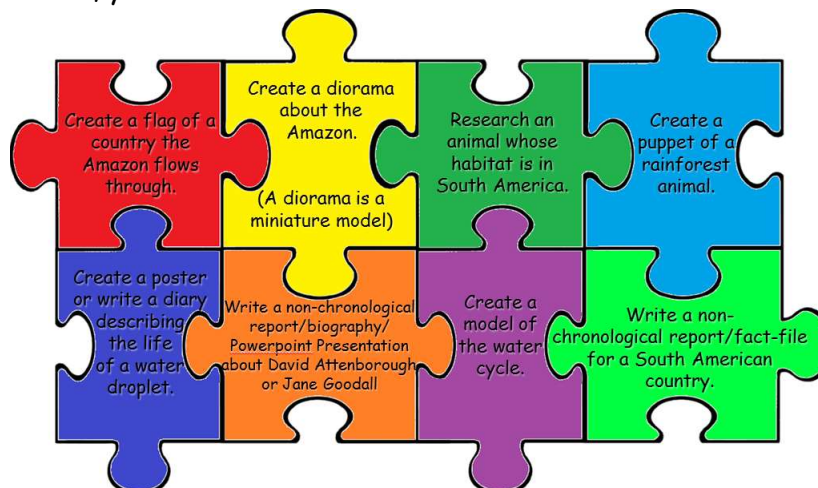 Create a flag of a
country the
Amazon flows
through.
Create a diorama
about the
Amazon.
(A diorama is a
miniature model)
Research an
animal whose
habitat is in
South America.
Create a
puppet of a
rainforest
animal.
Create a poster
or write a diary
describing
the life
of a water
droplet.
Write a non-chronological
report/biography/
Powerpoint Presentation
about David Attenborough
or Jane Goodall
Create a
model of
the water
cycle.
Write a non-
chronological report/fact-file
for a South American
country.